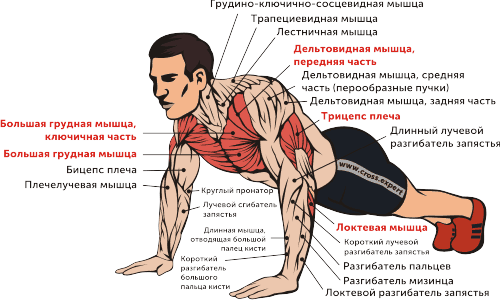 Грудино-ключично-сосцевидная мышца
Трапециевидная мышца
Лестничная мышца
Дельтовидная мышца,
передняя часть
Дельтовидная мышца, средняя
часть (перообразные пучки)
Дельтовидная мышца, задняя часть
Трицепс плеча
Длинный лучевой
разгибатель запястья
Большая грудная мышца,
ключичная часть
Большая грудная мышца
Бицепс плеча
Плечелучевая мышца
Круглый пронатор
Лучевой сгибатель
запястья
Длинная мышца,
отводящая большой
палец кисти
Короткий
разгибатель
большого
пальца кисти
www.cross.expert
Локтевая мышца
Короткий лучевой
разгибатель запястья
Разгибатель пальцев
Разгибатель мизинца
Локтевой разгибатель запястья